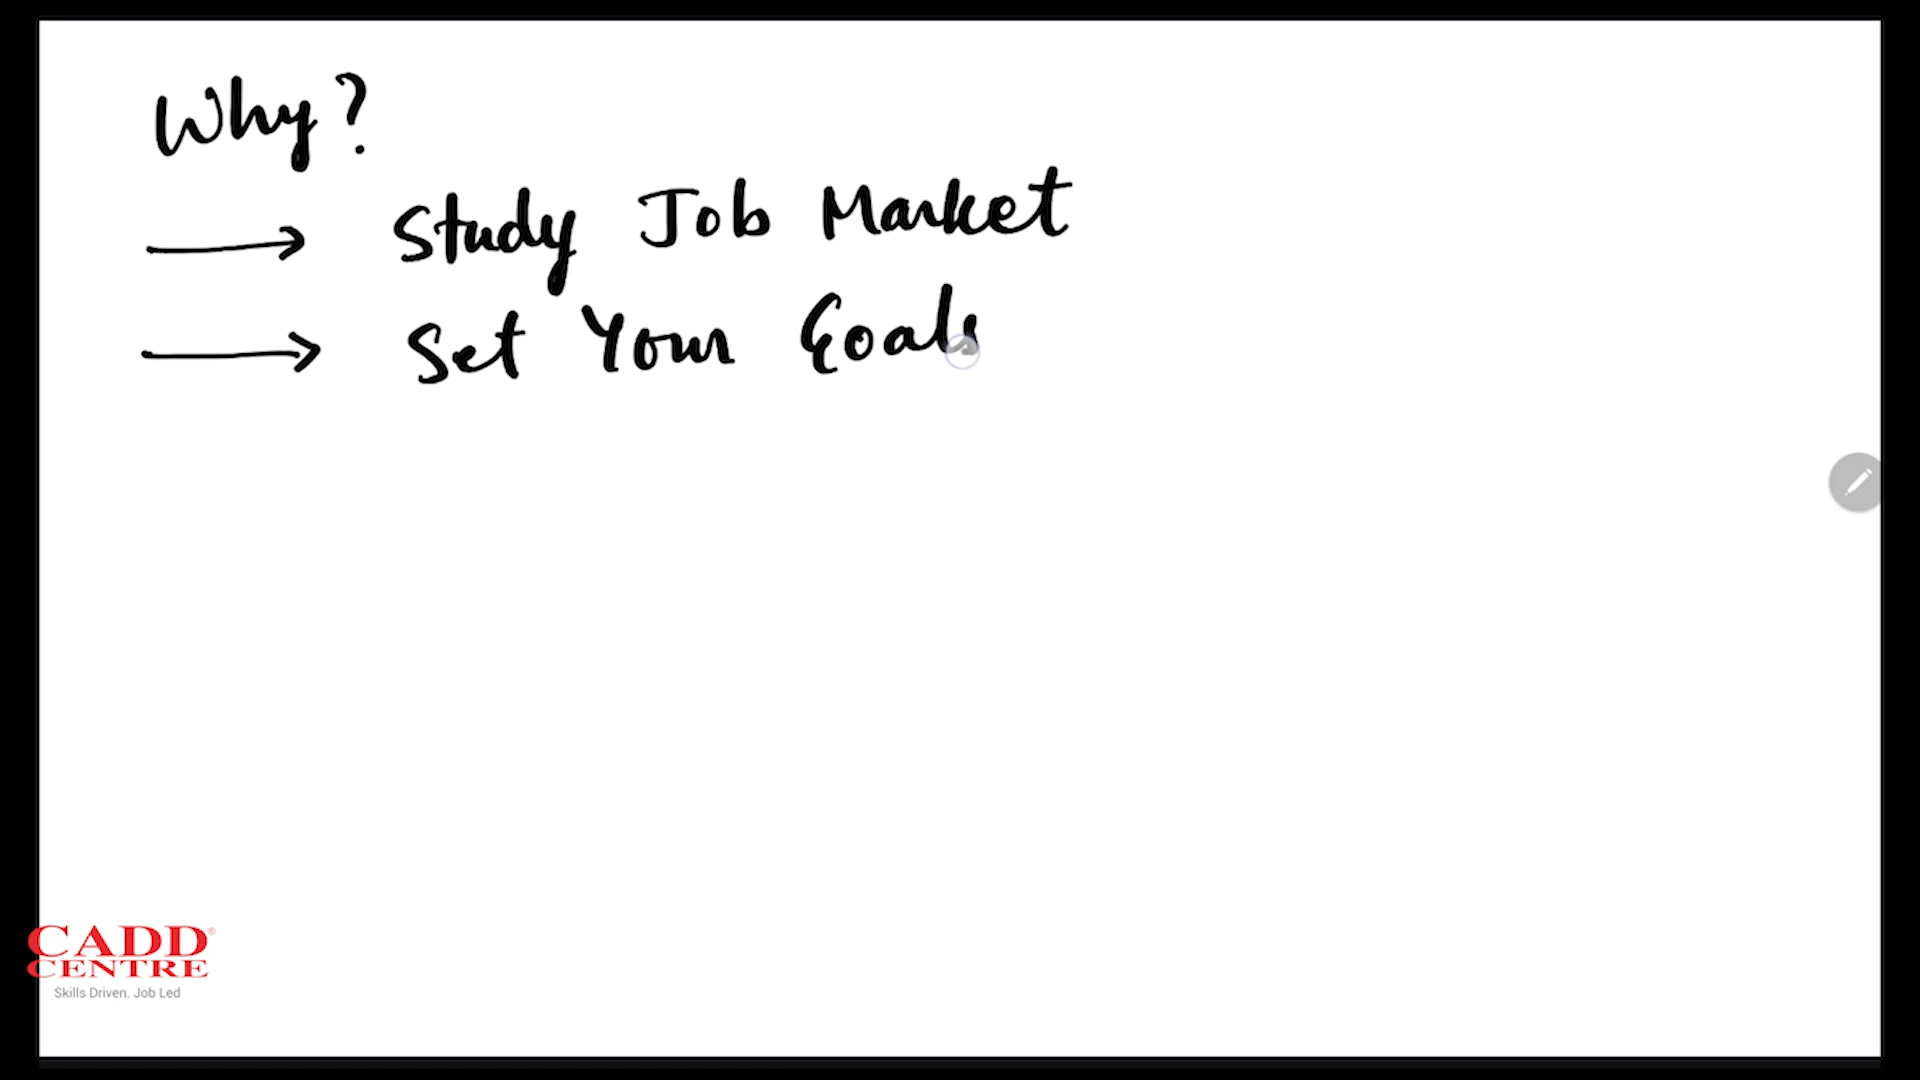 Why?
→ Study Job Market
→ Set Your Goals
CADD®
CENTRE
Skills Driven. Job Led